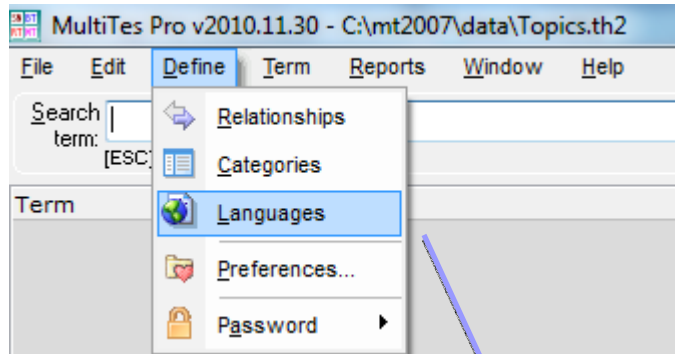 MultiTes Pro v2010.11.30 - C:\mt2007\data\Topics.th2
File Edit Define Term Reports Window Help
Search
term:
[ESC]
Relationships
Categories
Term
Languages
Preferences...
Password